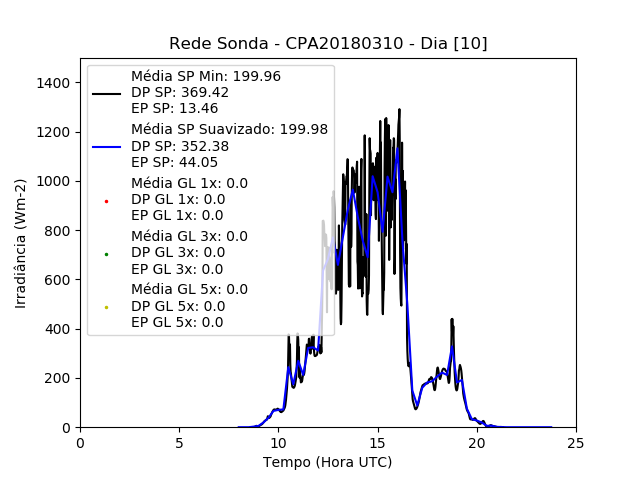 Rede Sonda - CPA20180310 - Dia [10]
Média SP Min: 199.96
DP SP: 369.42
EP SP: 13.46
Média SP Suavizado: 199.98
DP SP: 352.38
EP SP: 44.05
Média GL 1x: 0.0
DP GL 1x: 0.0
EP GL 1x: 0.0
Média GL 3x: 0.0
DP GL 3x: 0.0
EP GL 3x: 0.0
Média GL 5x: 0.0
DP GL 5x: 0.0
EP GL 5x: 0.0
Irradiância (Wm-2)
1400
1200
1000
800
600
400
200
0
0 5 10 15 20 25
Tempo (Hora UTC)